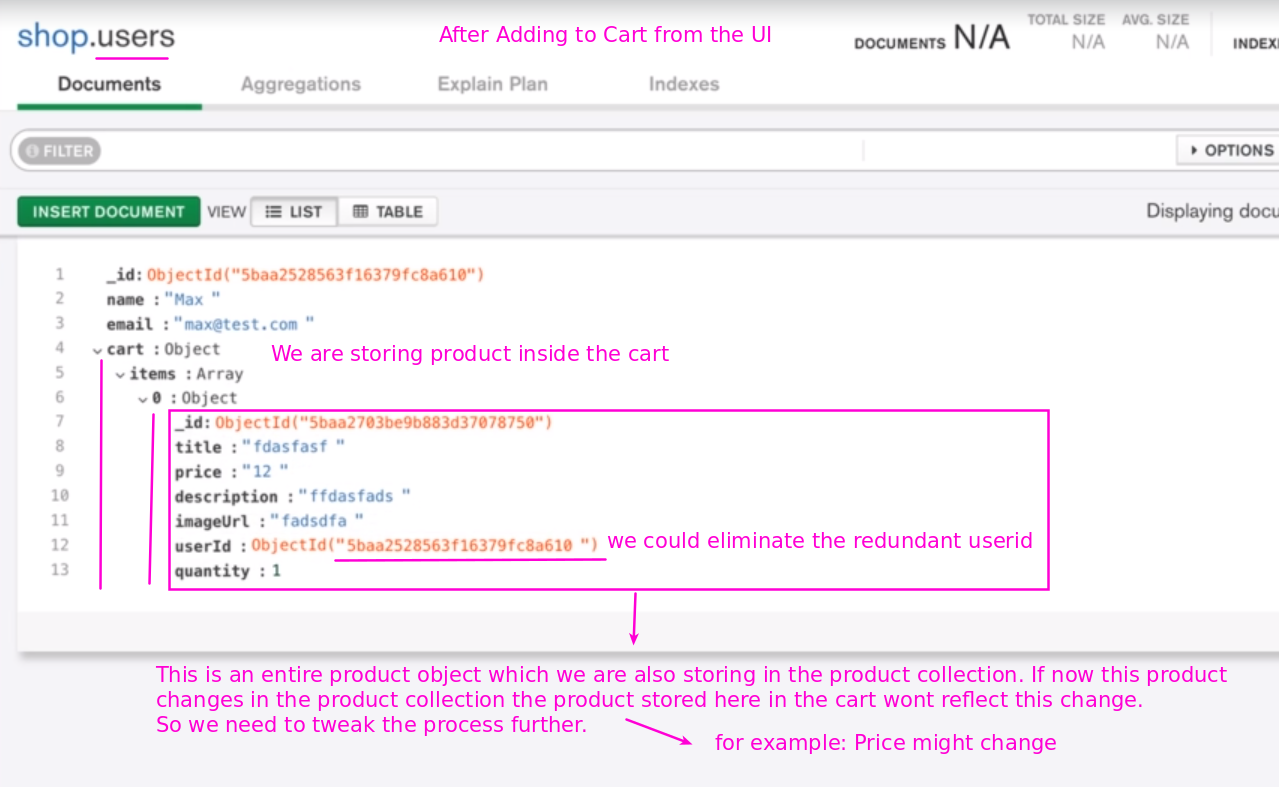 shop.users
After Adding to Cart from the UI
DOCUMENTS N/A
TOTAL SIZE
N/A
AVG. SIZE
N/A
Documents
Aggregations
Explain Plan
Indexes
FILTER
OPTIONS
INSERT DOCUMENT
VIEW
LIST
TABLE
Displaying
1 _id: ObjectId("5baa2528563f16379fc8a610")
2 name : "Max "
3 email : "max@test.com "
4 cart : Object
We are storing product inside the cart
5 items : Array
6 0 : Object
7 _id: ObjectId("5baa2703be9b883d37078750")
8 title : "fdasfasf "
9 price : "12 "
10 description : "ffdasfads "
11 imageUrl : "fadsdfa "
12 userId : ObjectId("5baa2528563f16379fc8a610 ")
we could eliminate the redundant userid
13 quantity : 1
This is an entire product object which we are also storing in the product collection. If now this product
changes in the product collection the product stored here in the cart wont reflect this change.
So we need to tweak the process further.
for example: Price might change